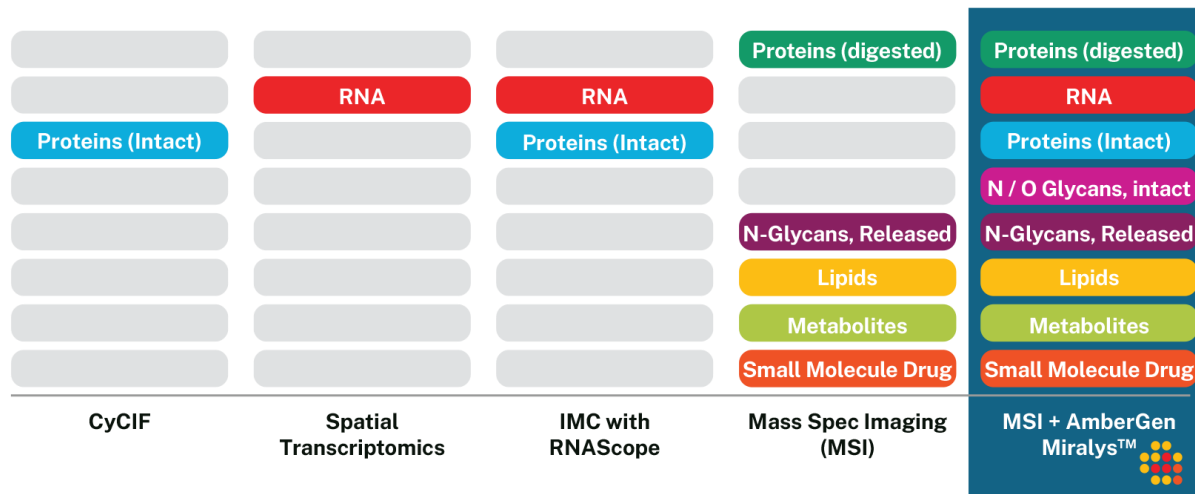 Proteins (digested)
Proteins (digested)
RNA
RNA
RNA
Proteins (Intact)
Proteins (Intact)
Proteins (Intact)
N / O Glycans, intact
N-Glycans, Released
N-Glycans, Released
Lipids
Lipids
Metabolites
Metabolites
Small Molecule Drug
Small Molecule Drug
CyCIF
Spatial
Transcriptomics
IMC with
RNAScope
Mass Spec Imaging
(MSI)
MSI + AmberGen
Miralys™